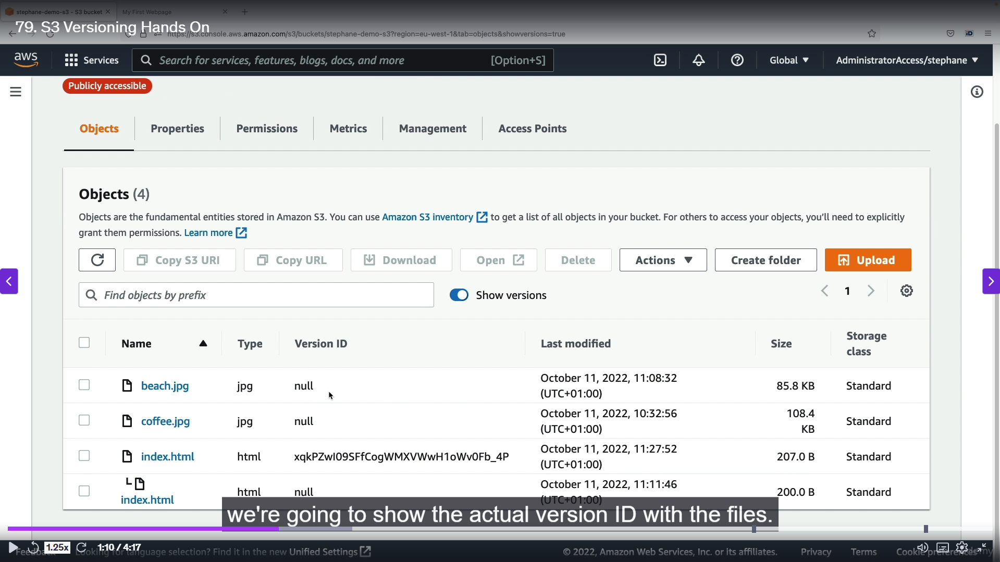 stephane-demo-s3 - S3 bucket
My First Webpage
79. S3 Versioning Hands On
https://s3.console.aws.amazon.com/s3/buckets/stephane-demo-s3?region=eu-west-1&tab=objects&showversions=true
aws
Services
Search for services, features, blogs, docs, and more
[Option+S]
Global
AdministratorAccess/stephane
Publicly accessible
Objects
Properties
Permissions
Metrics
Management
Access Points
Objects (4)
Objects are the fundamental entities stored in Amazon S3. You can use Amazon S3 inventory to get a list of all objects in your bucket. For others to access your objects, you'll need to explicitly
grant them permissions. Learn more
Copy S3 URI
Copy URL
Download
Open
Delete
Actions
Create folder
Upload
Find objects by prefix
Show versions
1
Name
Type
Version ID
Last modified
Size
Storage
class
beach.jpg
jpg
null
October 11, 2022, 11:08:32
(UTC+01:00)
85.8 KB
Standard
coffee.jpg
jpg
null
October 11, 2022, 10:32:56
(UTC+01:00)
108.4
KB
Standard
index.html
html
xqkPZwI09SFfCogWMXVWwH1oWv0Fb_4P
October 11, 2022, 11:27:52
(UTC+01:00)
207.0 B
Standard
index.html
html
null
October 11, 2022, 11:11:46
(UTC+01:00)
200.0 B
Standard
we're going to show the actual version ID with the files.
1.25x
1:10 / 4:17
Looking for language selection? Find it in the new Unified Settings
© 2022, Amazon Web Services, Inc. or its affiliates.
Privacy
Terms
Cookie preferences